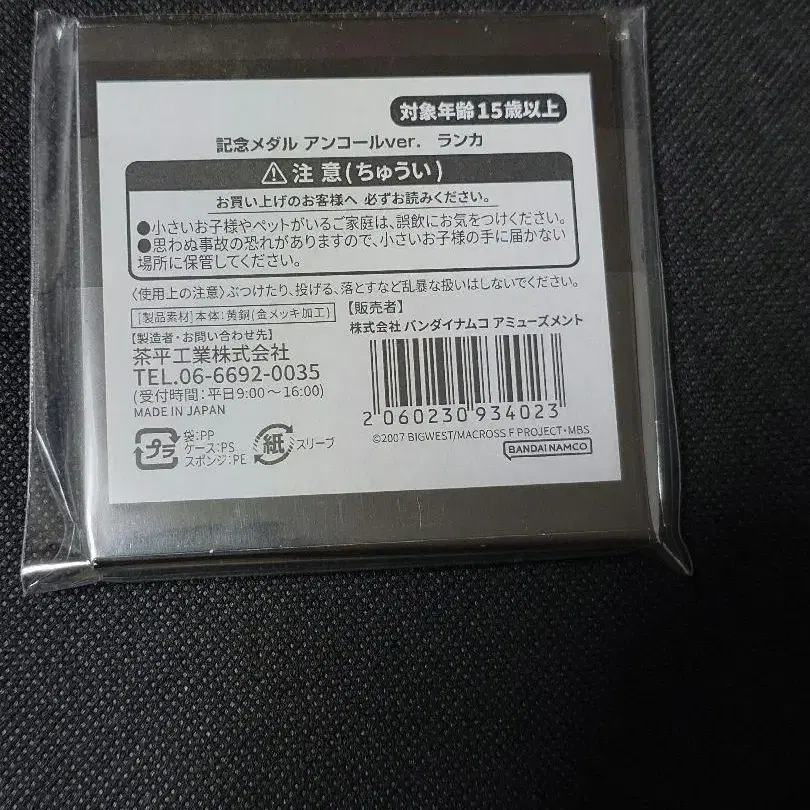 対象年齢15歳以上
記念メダル アンコールver. ランカ
⚠注意(ちゅうい)
お買い上げのお客様へ 必ずお読みください。
●小さいお子様やペットがいるご家庭は、誤飲にお気をつけください。
●思わぬ事故の恐れがありますので、小さいお子様の手に届かない
場所に保管してください。
〈使用上の注意〉ぶつけたり、投げる、落とすなど乱暴な扱いはしないでください。
[製品素材]本体:黄銅(金メッキ加工)
【製造者・お問い合わせ先】
茶平工業株式会社
TEL.06-6692-0035
(受付時間:平日9:00～16:00)
MADE IN JAPAN
プラ
袋:PP
ケース:PS
スポンジ:PE
紙
スリーブ
【販売者】
株式会社 バンダイナムコ アミューズメント
2 060230 934023
©2007 BIGWEST/MACROSS F PROJECT・MBS
BANDAI NAMCO